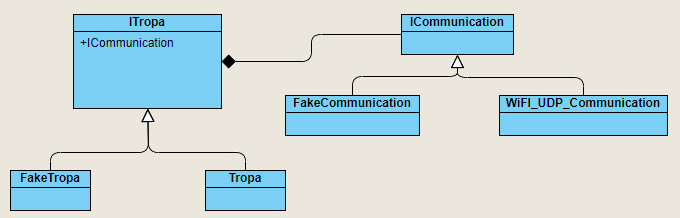 ITropa
+ICommunication
ICommunication
FakeCommunication
WiFI_UDP_Communication
FakeTropa
Tropa